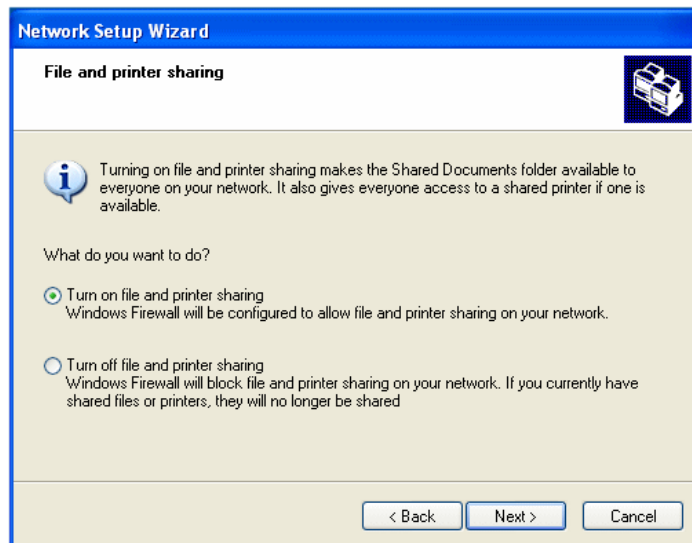 Network Setup Wizard
File and printer sharing
Turning on file and printer sharing makes the Shared Documents folder available to
everyone on your network. It also gives everyone access to a shared printer if one is
available.
What do you want to do?
Turn on file and printer sharing
Windows Firewall will be configured to allow file and printer sharing on your network.
Turn off file and printer sharing
Windows Firewall will block file and printer sharing on your network. If you currently have
shared files or printers, they will no longer be shared
< Back
Next >
Cancel